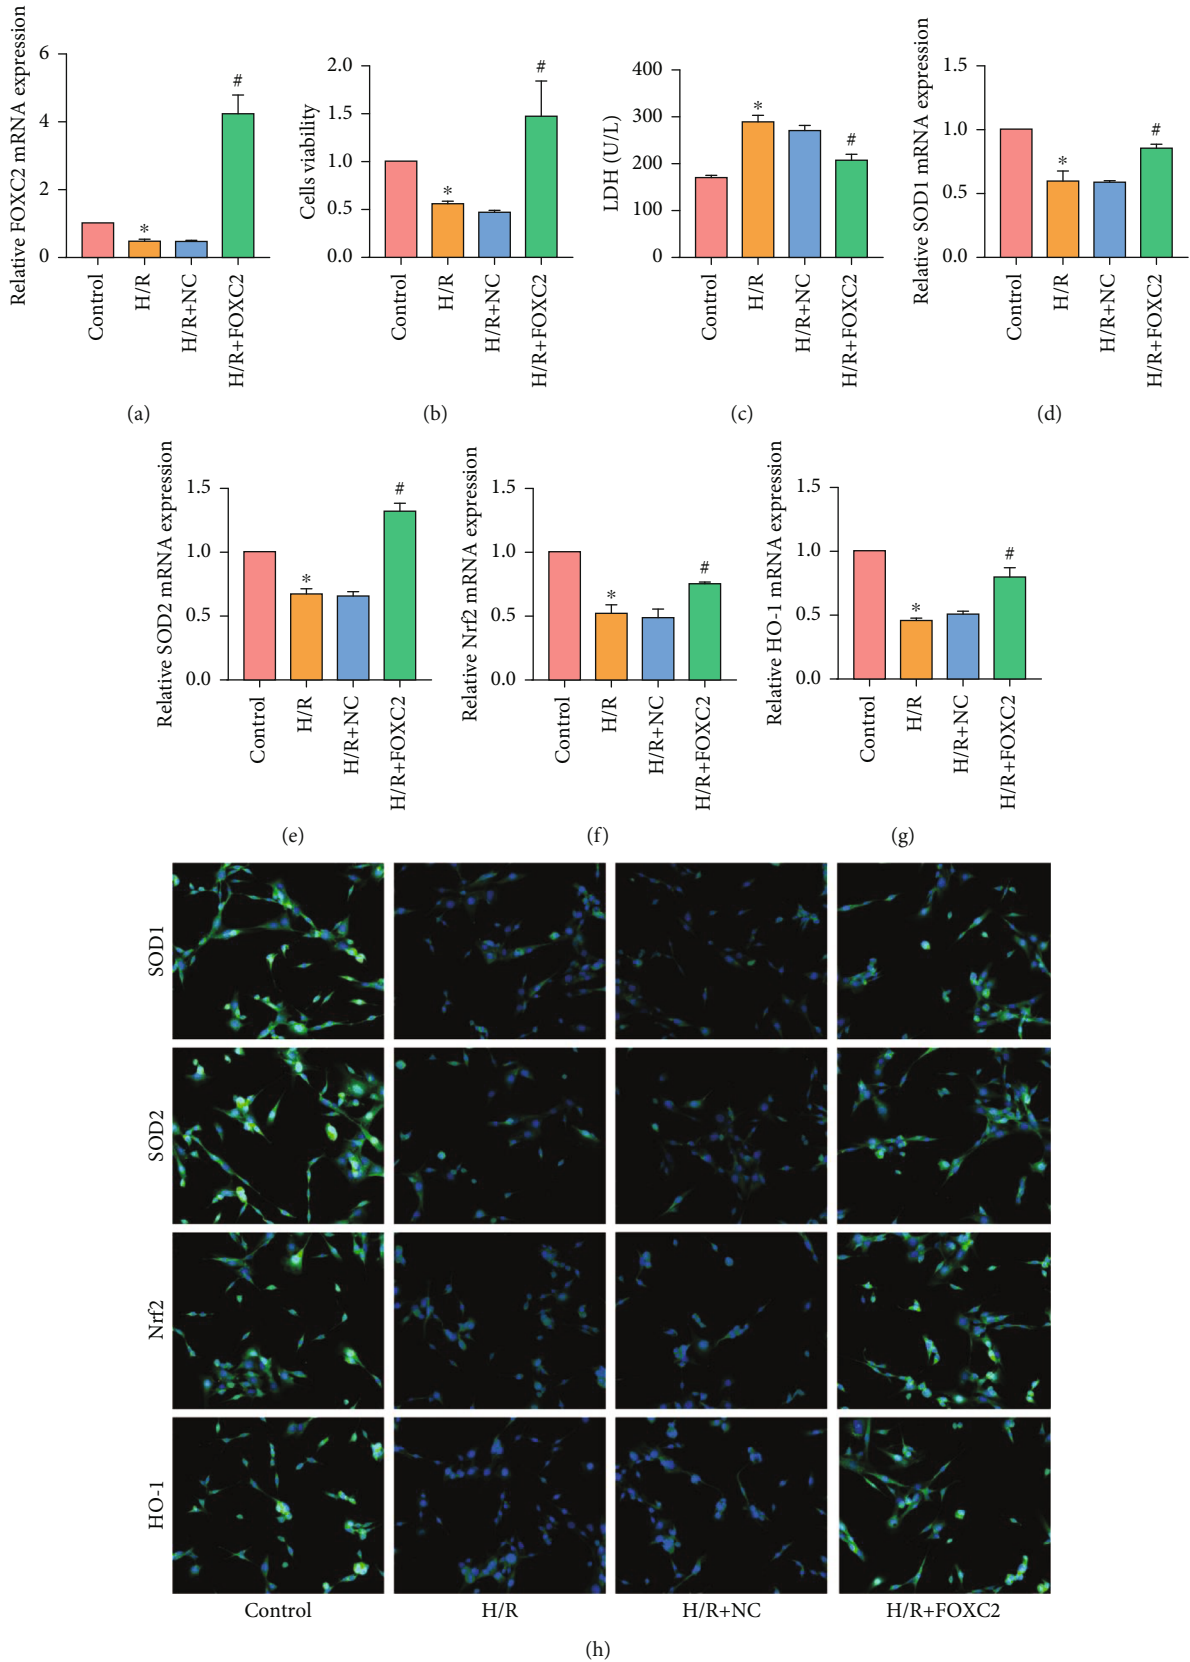 Relative FOXC2 mRNA expression
6
4
2
0
*
#
Control
H/R
H/R+NC
H/R+FOXC2
(a)
Cells viability
2.0
1.5
1.0
0.5
0.0
*
#
Control
H/R
H/R+NC
H/R+FOXC2
(b)
LDH (U/L)
400
300
200
100
0
*
#
Control
H/R
H/R+NC
H/R+FOXC2
(c)
Relative SOD1 mRNA expression
1.5
1.0
0.5
0.0
*
#
Control
H/R
H/R+NC
H/R+FOXC2
(d)
Relative SOD2 mRNA expression
1.5
1.0
0.5
0.0
*
#
Control
H/R
H/R+NC
H/R+FOXC2
(e)
Relative Nrf2 mRNA expression
1.5
1.0
0.5
0.0
*
#
Control
H/R
H/R+NC
H/R+FOXC2
(f)
Relative HO-1 mRNA expression
1.5
1.0
0.5
0.0
*
#
Control
H/R
H/R+NC
H/R+FOXC2
(g)
SOD1
SOD2
Nrf2
HO-1
Control
H/R
H/R+NC
H/R+FOXC2
(h)